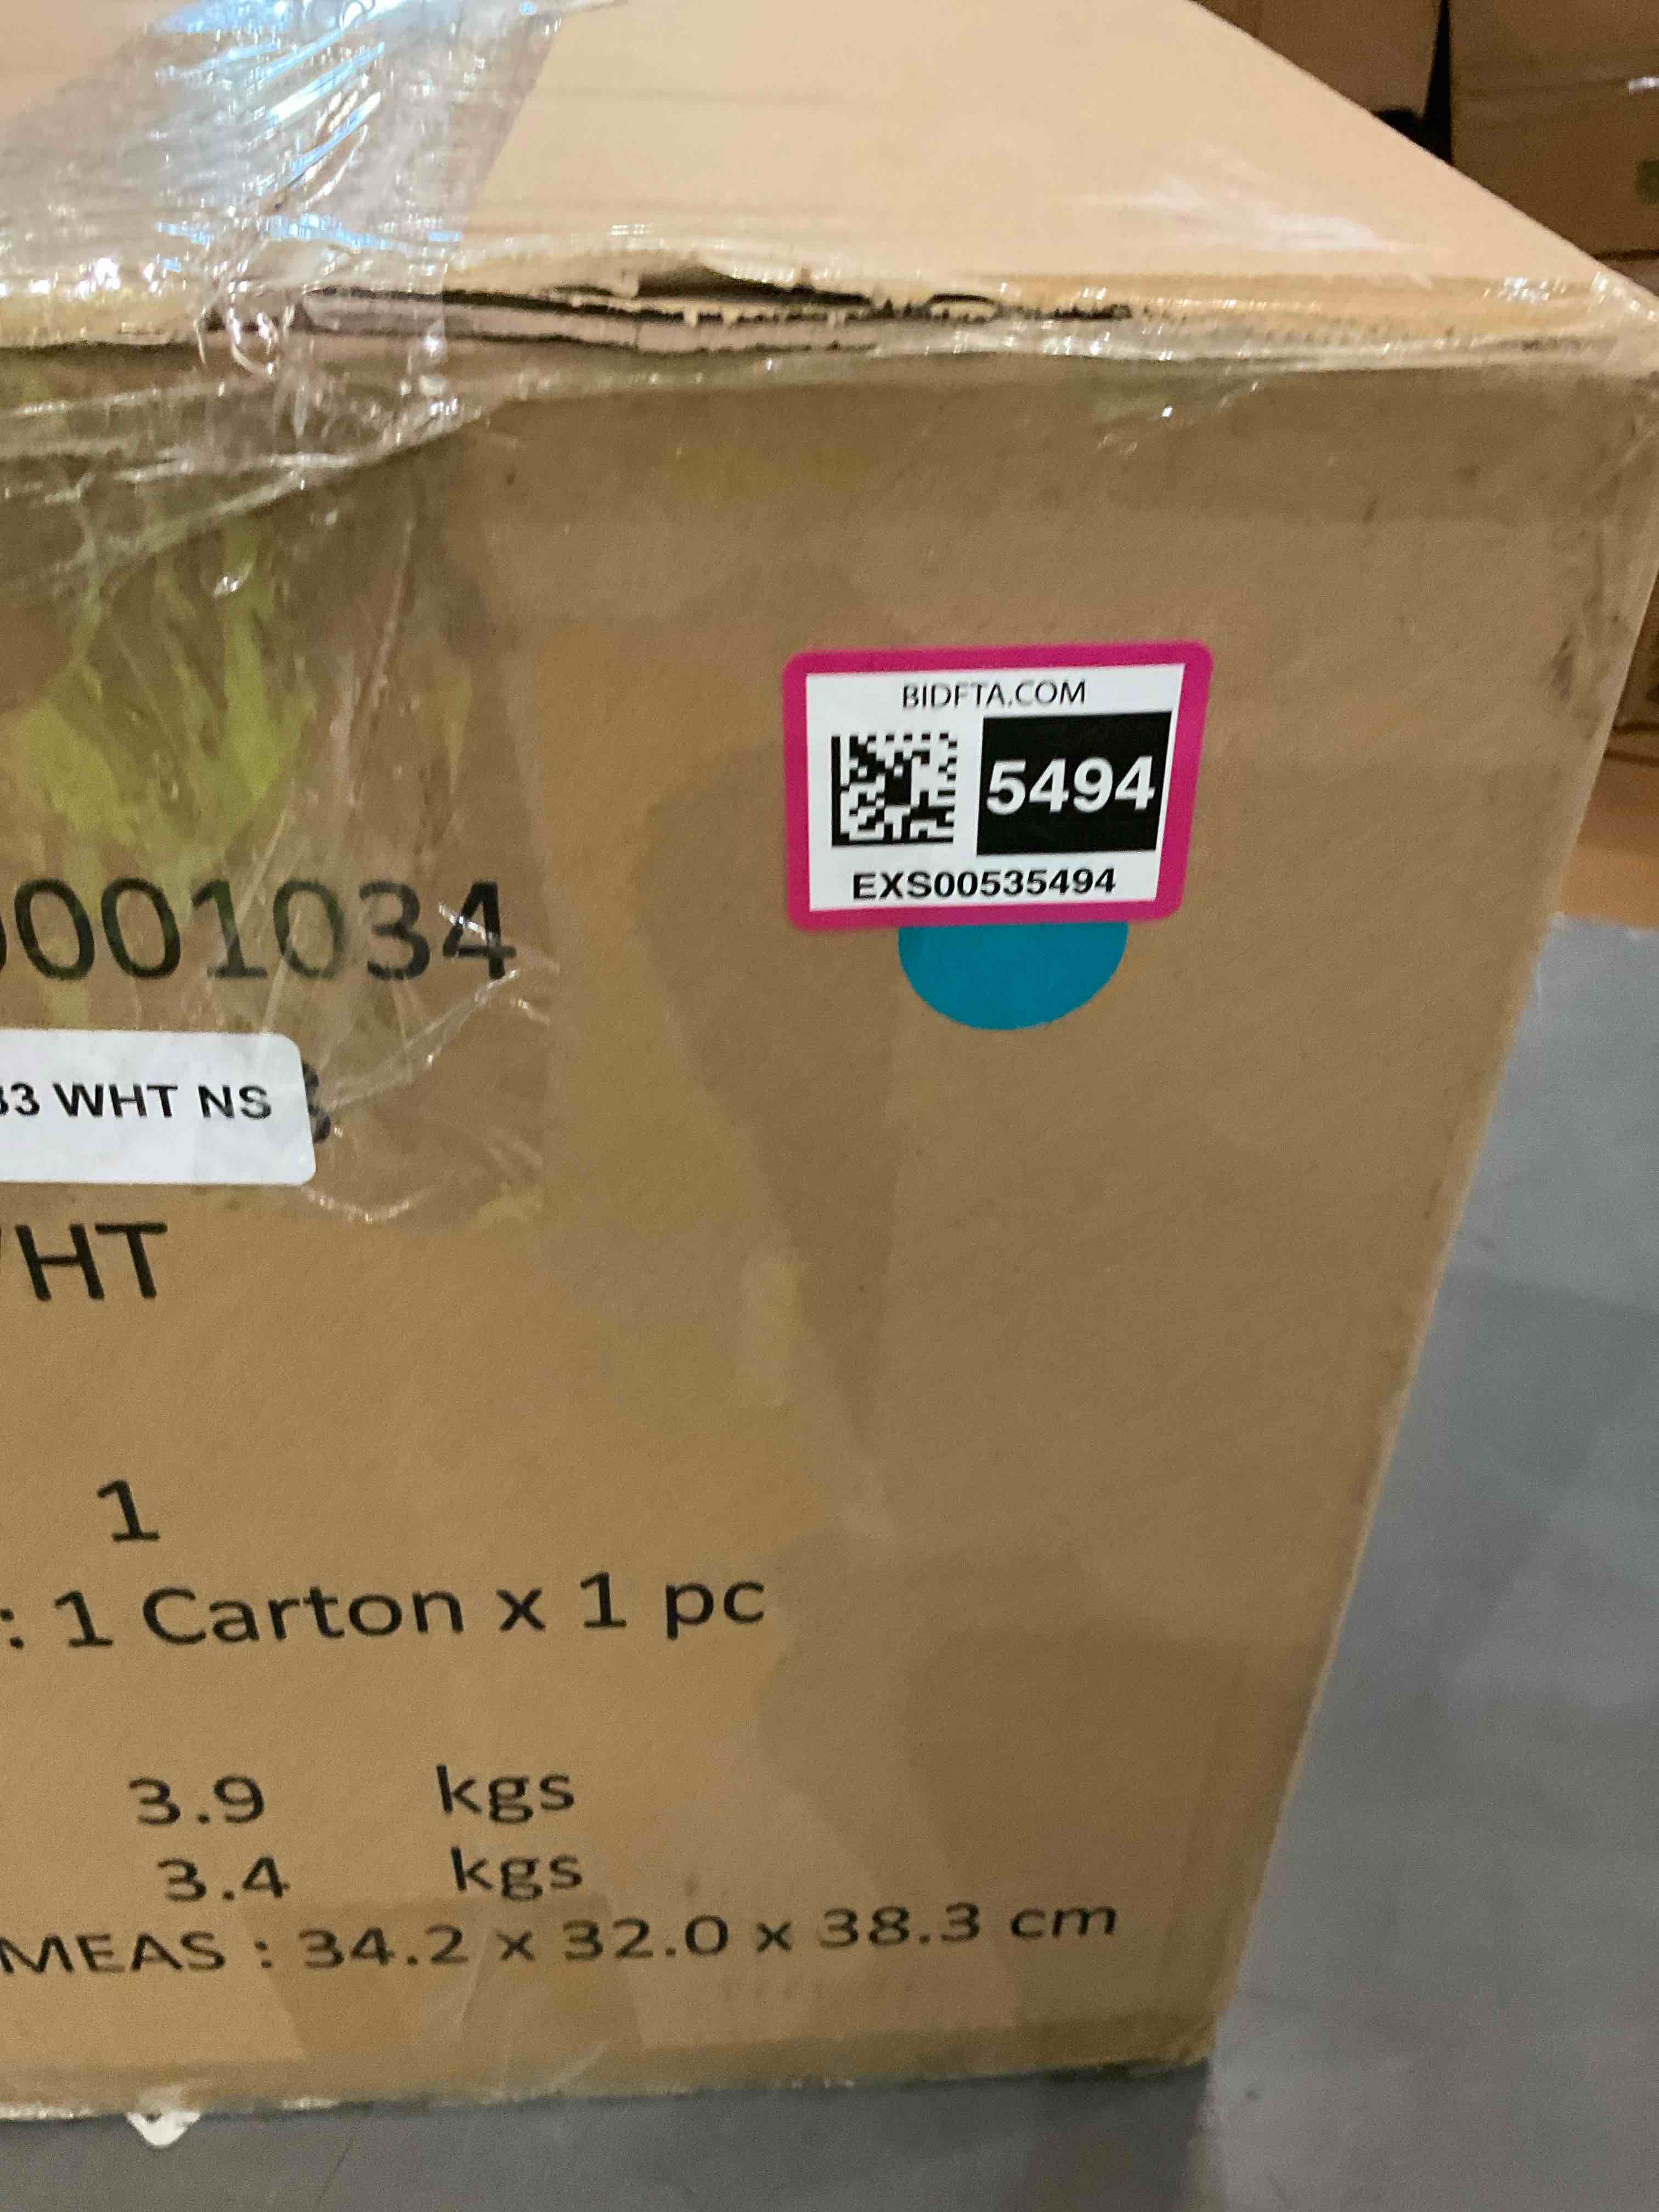 BIDFTA.COM
5494
EXS00535494
0001034
33 WHT NS
HT
1
: 1 Carton x 1 pc
3.9 kgs
3.4 kgs
MEAS : 34.2 x 32.0 x 38.3 cm